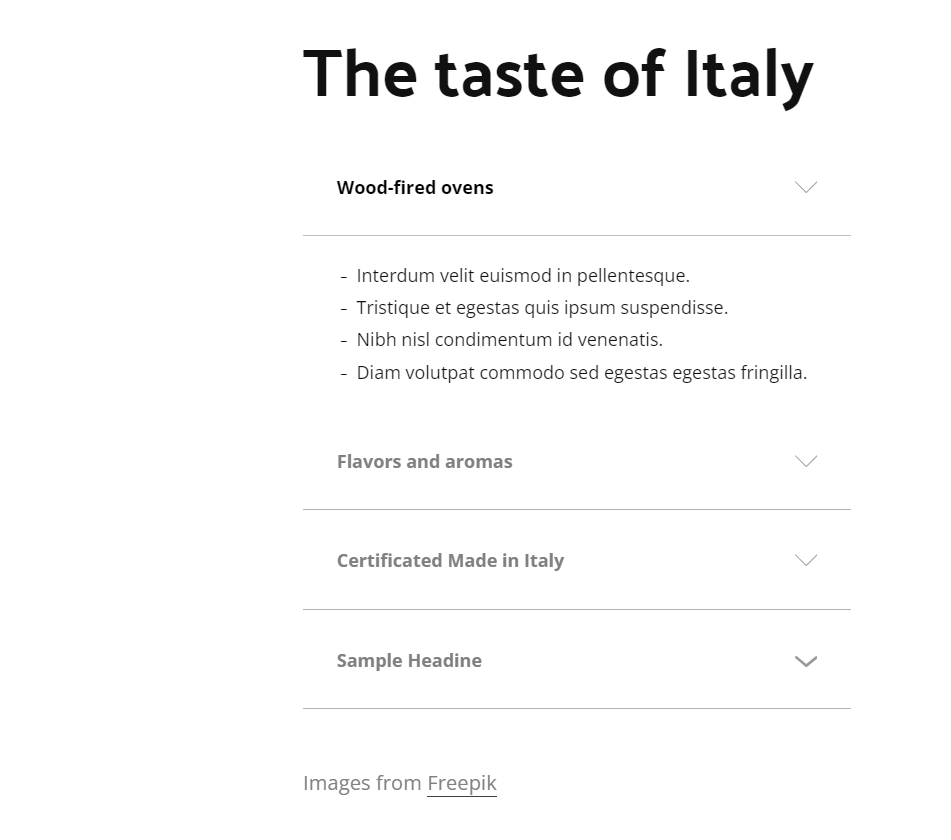 The taste of Italy
Wood-fired ovens
- Interdum velit euismod in pellentesque.
- Tristique et egestas quis ipsum suspendisse.
- Nibh nisl condimentum id venenatis.
- Diam volutpat commodo sed egestas egestas fringilla.
Flavors and aromas
Certificated Made in Italy
Sample Headine
Images from Freepik